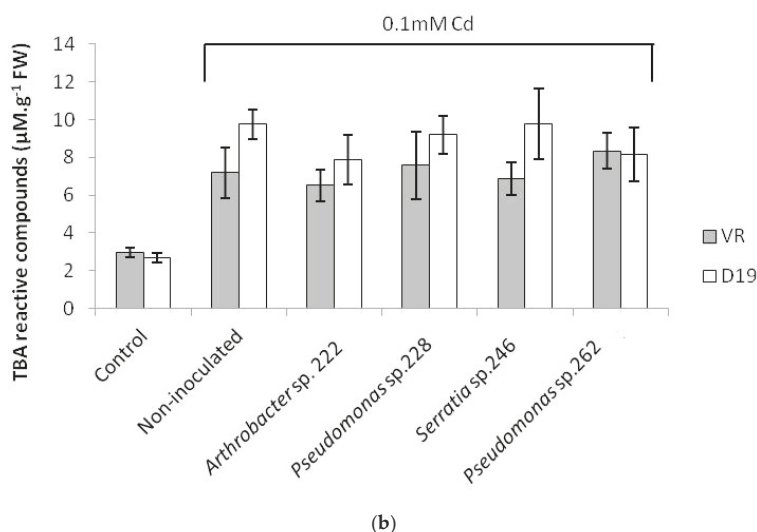 0.1mM Cd
TBA reactive compounds (µM.g⁻¹ FW)
14
12
10
8
6
4
2
0
VR
D19
Control
Non-inoculated
Arthrobacter sp. 222
Pseudomonas sp.228
Serratia sp.246
Pseudomonas sp.262
(b)